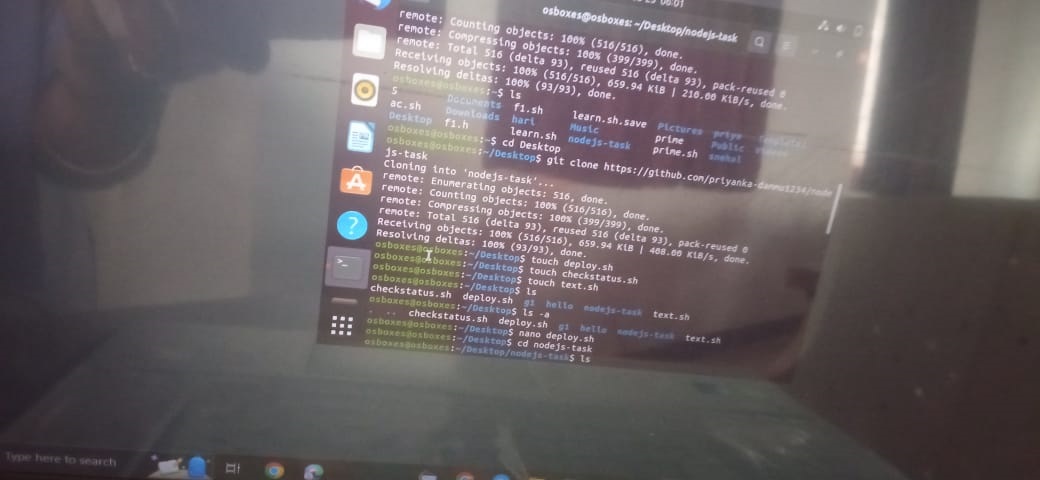 osboxes@osboxes: ~/Desktop/nodejs-task
remote: Counting objects: 100% (516/516), done.
remote: Compressing objects: 100% (399/399), done.
remote: Total 516 (delta 93), reused 516 (delta 93), pack-reused 0
Receiving objects: 100% (516/516), 659.94 KiB | 210.00 KiB/s, done.
Resolving deltas: 100% (93/93), done.
osboxes@osboxes:~$ ls
5 Documents f1.sh learn.sh.save Pictures priya
ac.sh Downloads hari Music prime Public
Desktop f1.h learn.sh nodejs-task prime.sh snehal
osboxes@osboxes:~$ cd Desktop
osboxes@osboxes:~/Desktop$ git clone https://github.com/priyanka-dammu1234/node
js-task
Cloning into 'nodejs-task'...
remote: Enumerating objects: 516, done.
remote: Counting objects: 100% (516/516), done.
remote: Compressing objects: 100% (399/399), done.
remote: Total 516 (delta 93), reused 516 (delta 93), pack-reused 0
Receiving objects: 100% (516/516), 659.94 KiB | 408.00 KiB/s, done.
Resolving deltas: 100% (93/93), done.
osboxes@osboxes:~/Desktop$ touch deploy.sh
osboxes@osboxes:~/Desktop$ touch checkstatus.sh
osboxes@osboxes:~/Desktop$ touch text.sh
osboxes@osboxes:~/Desktop$ ls
checkstatus.sh deploy.sh g1 hello nodejs-task text.sh
osboxes@osboxes:~/Desktop$ ls -a
. .. checkstatus.sh deploy.sh g1 hello nodejs-task text.sh
osboxes@osboxes:~/Desktop$ nano deploy.sh
osboxes@osboxes:~/Desktop$ cd nodejs-task
osboxes@osboxes:~/Desktop/nodejs-task$ ls
Type here to search